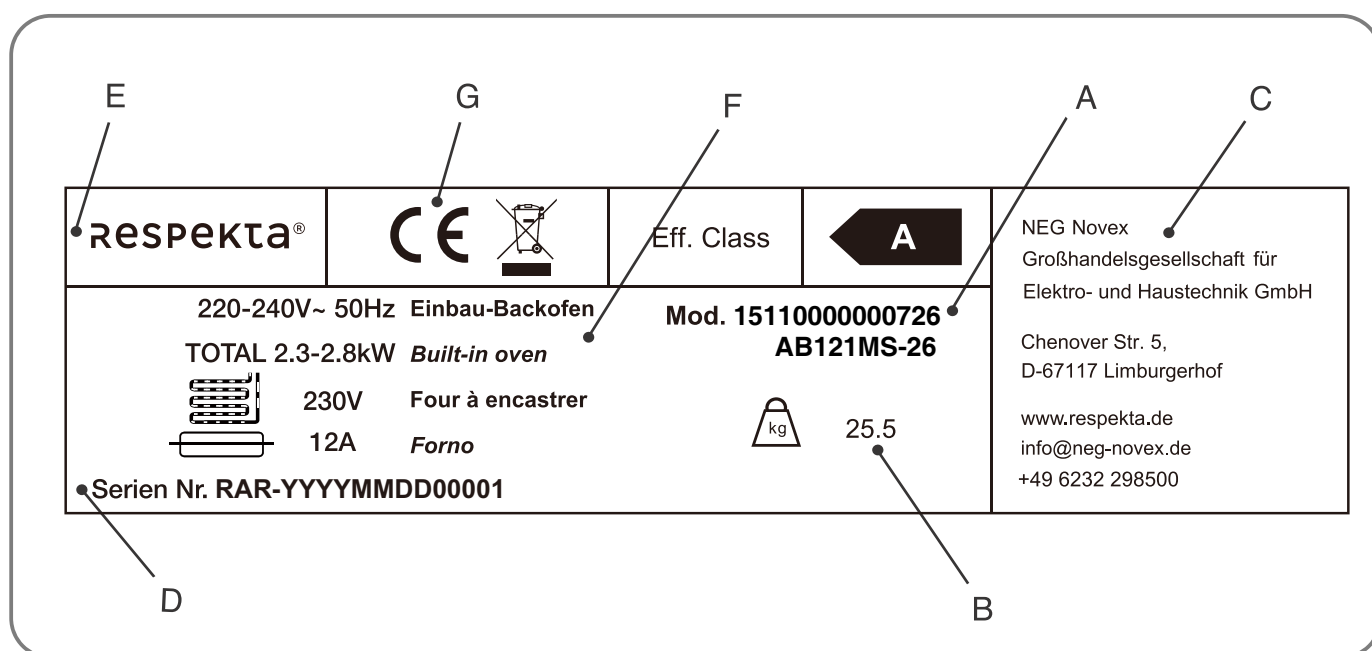 E
G
F
A
C
Respekta®
CE
Eff. Class
A
220-240V~ 50Hz Einbau-Backofen
TOTAL 2.3-2.8kW Built-in oven
230V Four à encastrer
12A Forno
Serien Nr. RAR-YYYYMMDD00001
Mod. 15110000000726
AB121MS-26
kg 25.5
NEG Novex
Großhandelsgesellschaft für
Elektro- und Haustechnik GmbH
Chenover Str. 5,
D-67117 Limburgerhof
www.respekta.de
info@neg-novex.de
+49 6232 298500
D
B